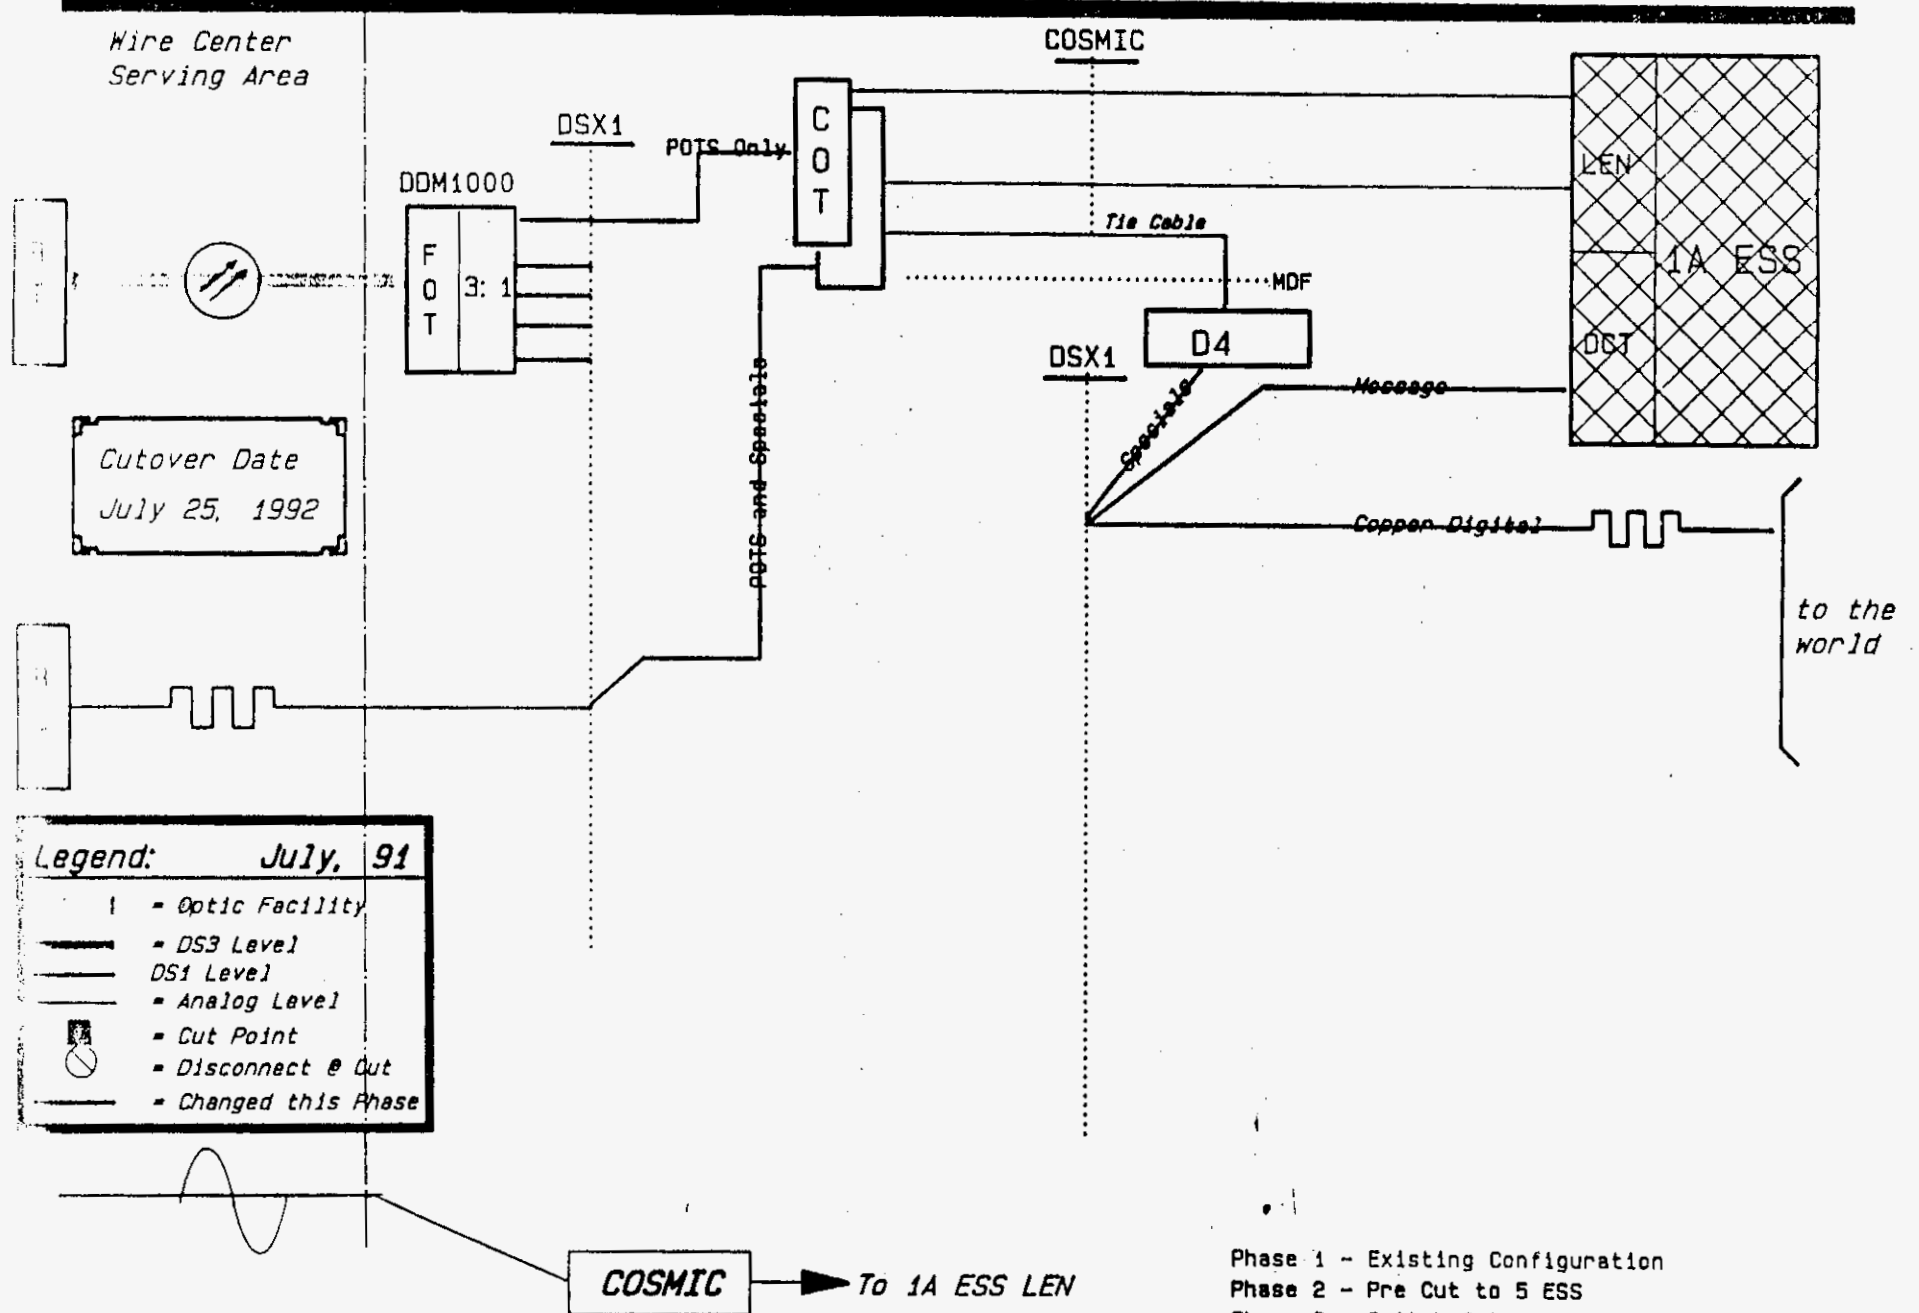 Wire Center
Serving Area
COSMIC
DSX1
POTS Only
COT
DDM1000
FOT
3:1
LEN
1A ESS
DCT
Tie Cable
MDF
D4
DSX1
Message
Specials
Copper Digital
POTS and Specials
Cutover Date
July 25, 1992
to the
world
Legend: July, 91
= Optic Facility
= DS3 Level
DS1 Level
= Analog Level
= Cut Point
= Disconnect @ Cut
= Changed this Phase
COSMIC
To 1A ESS LEN
Phase 1 - Existing Configuration
Phase 2 - Pre Cut to 5 ESS